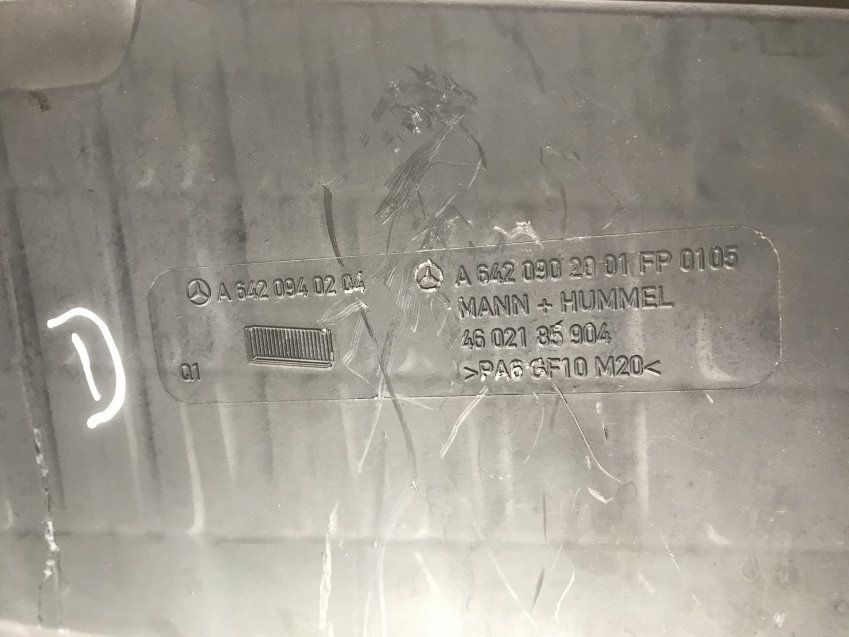 A 642 094 02 04
Q1
A 642 090 20 01 FP 0105
MANN + HUMMEL
46 021 85 904
>PA6 GF10 M20<
D